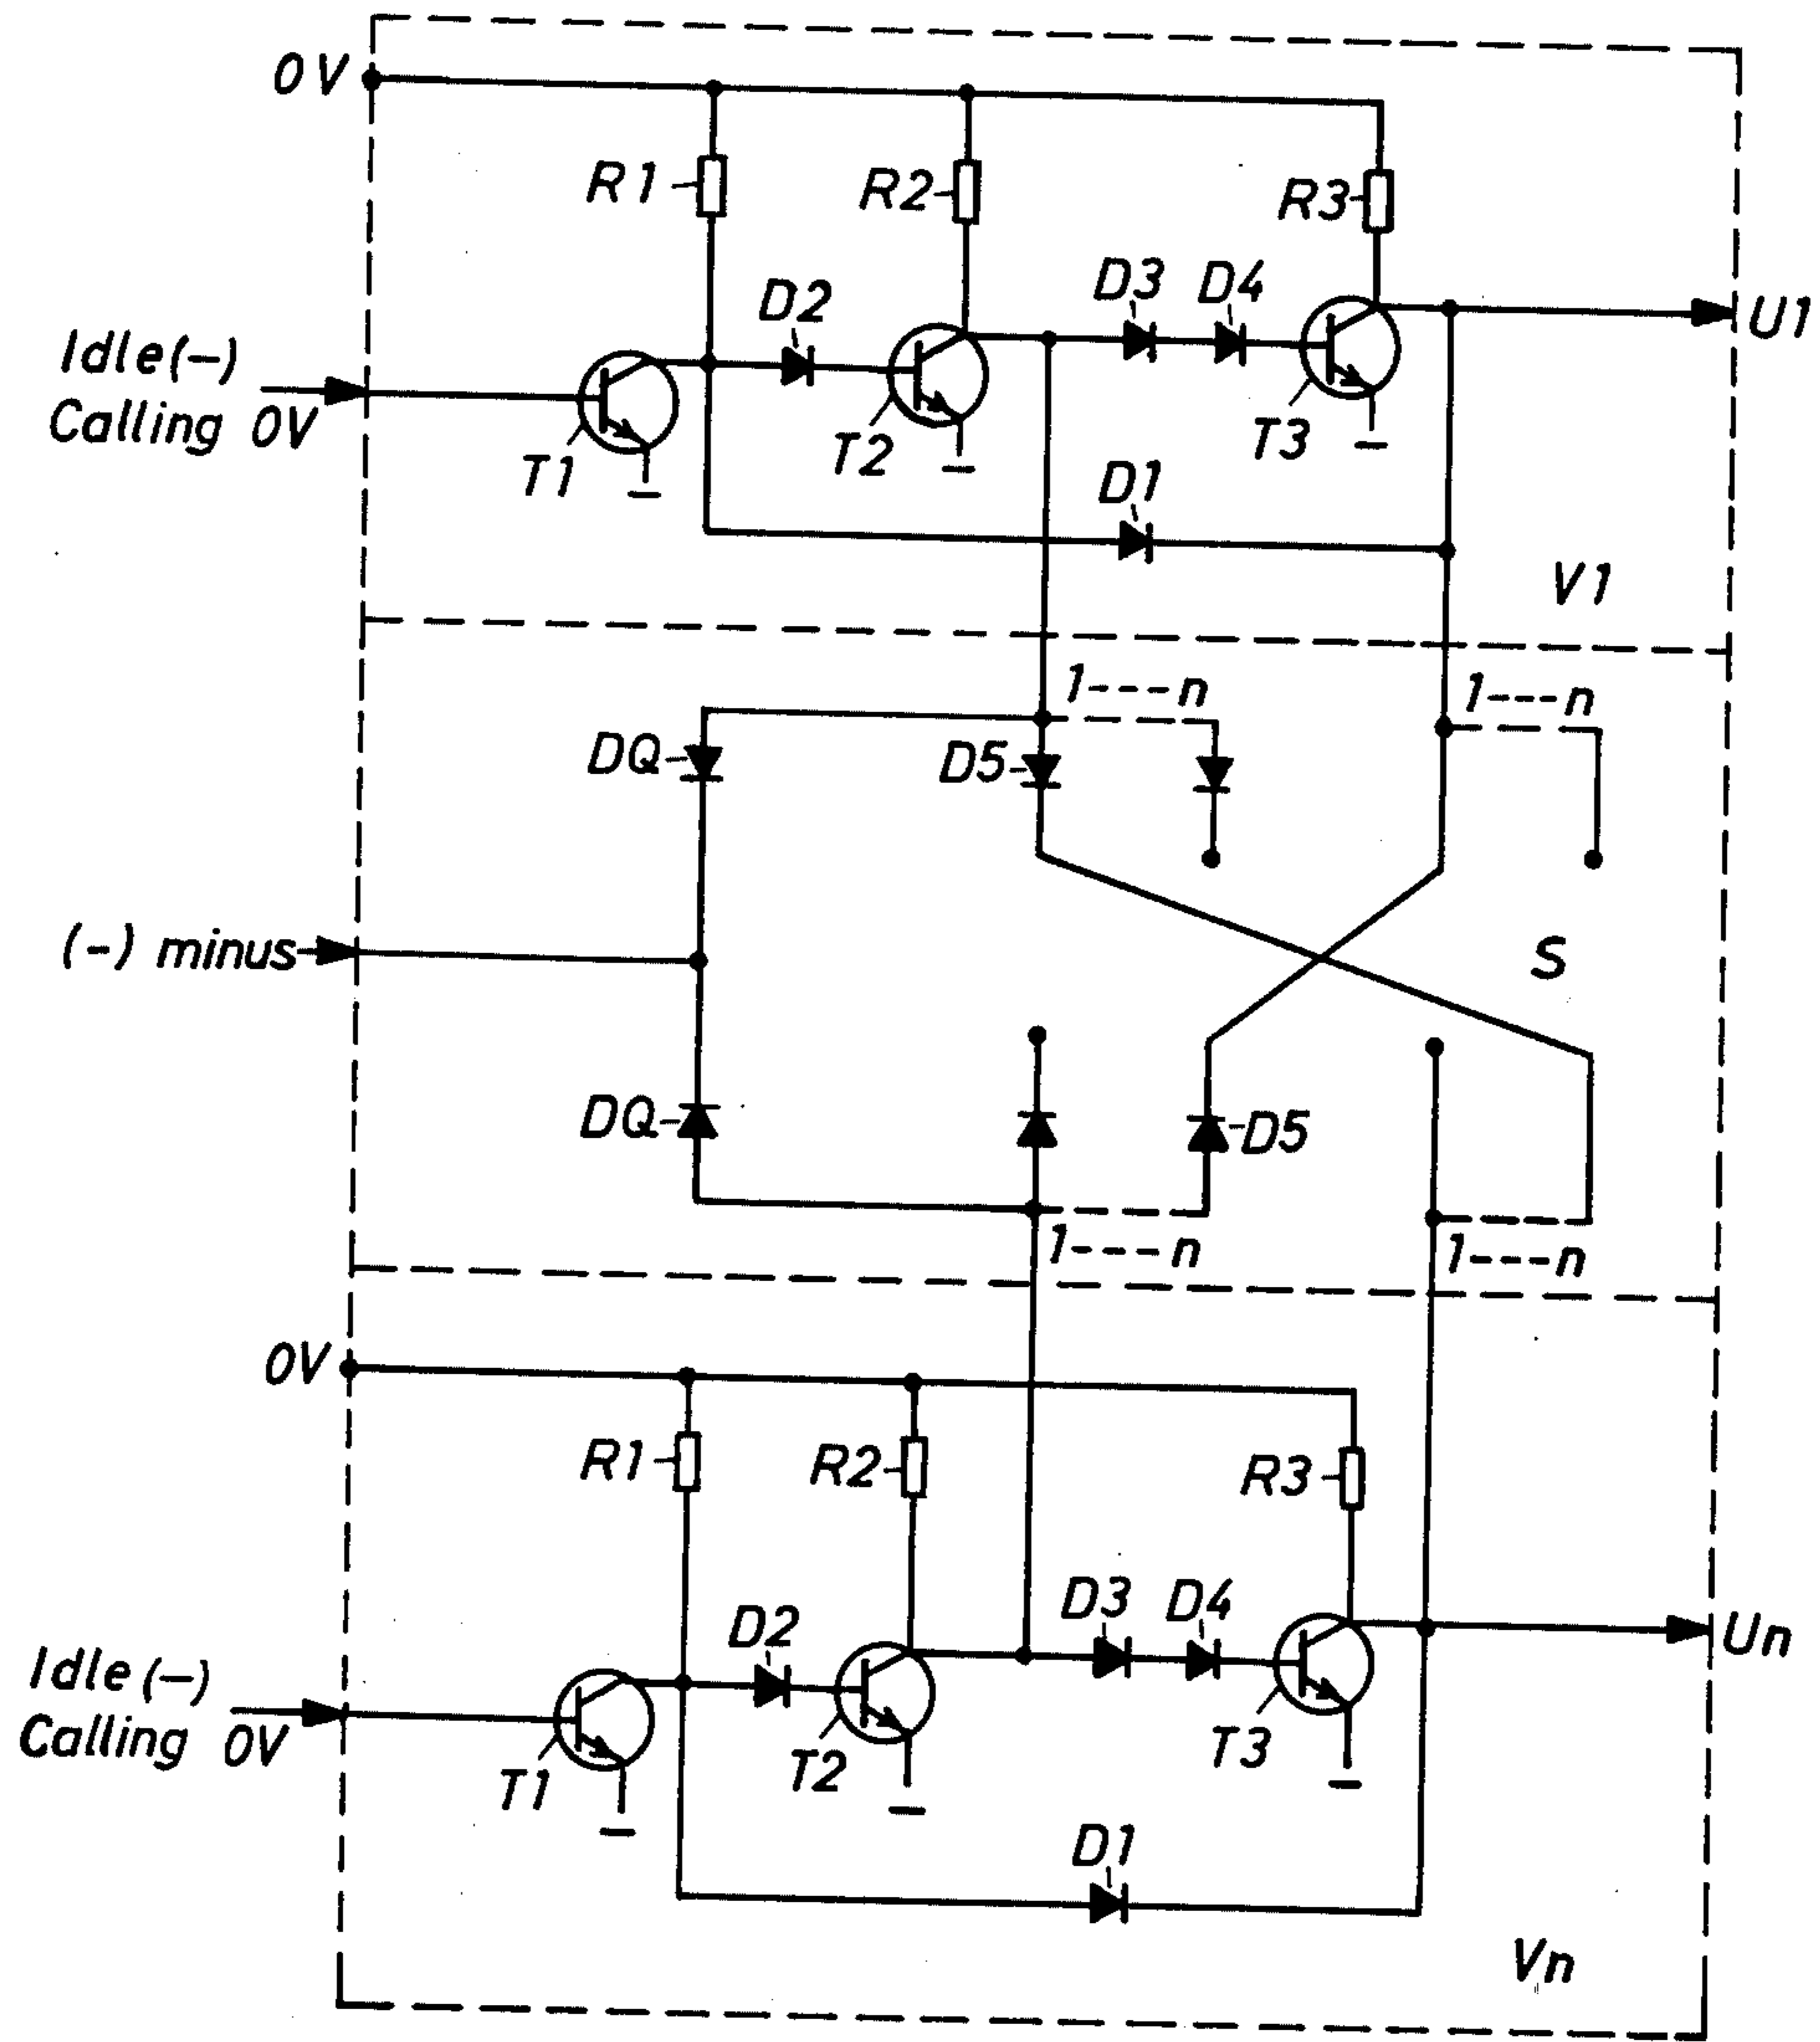 0V
R1
R2
R3
D2
D3
D4
Idle(-)
Calling 0V
U1
T1
T2
T3
D1
V1
1----n
1---n
DQ
D5
(-) minus
S
DQ
D5
1----n
1---n
0V
R1
R2
R3
D2
D3
D4
Idle(-)
Calling 0V
Un
T1
T2
T3
D1
Vn